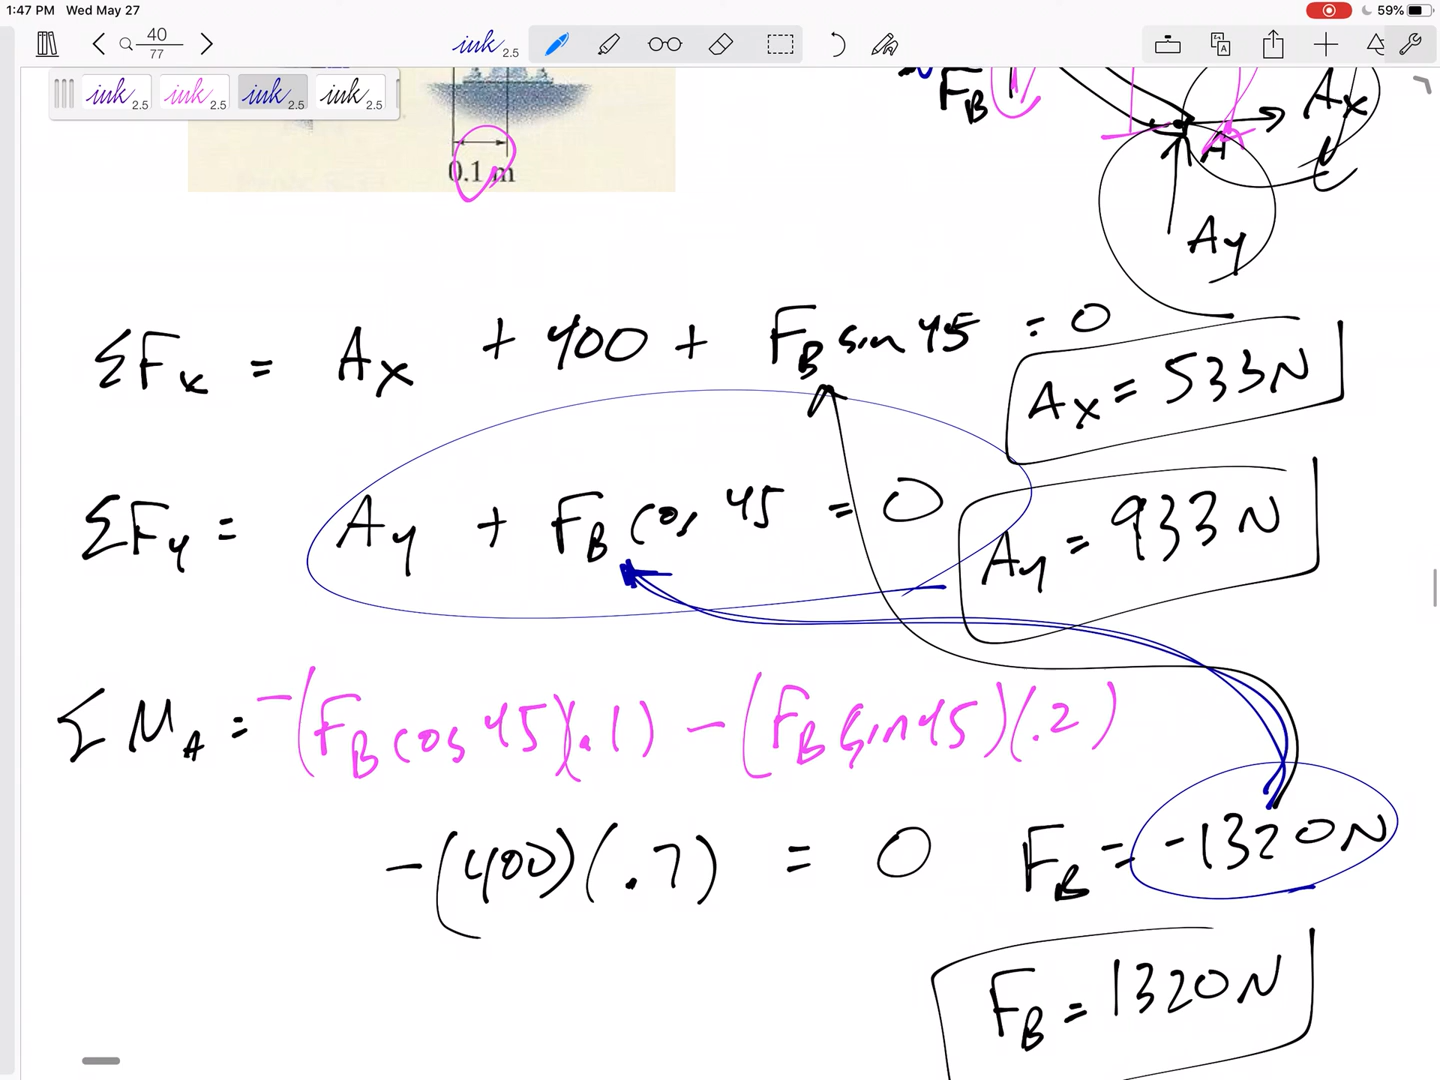 1:47 PM Wed May 27
59%
40
77
ink 2.5
ink 2.5 ink 2.5 ink 2.5 ink 2.5
0.1 m
F_B
A_x
A
A_y
ΣF_x = A_x + 400 + F_B sin 45 = 0
A_x = 533N
ΣF_y = A_y + F_B cos 45 = 0
A_y = 933N
ΣM_A = -(F_B cos 45)(.1) - (F_B sin 45)(.2)
-(400)(.7) = 0
F_B = -1320N
F_B = 1320N